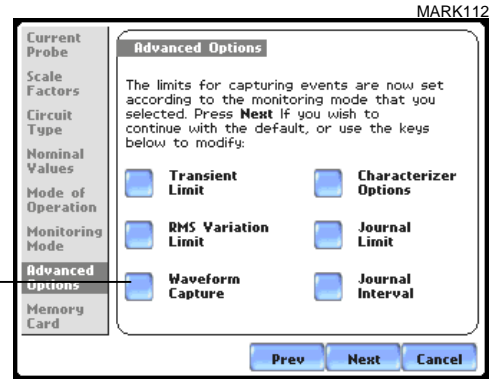 MARK112
Current
Probe
Scale
Factors
Circuit
Type
Nominal
Values
Mode of
Operation
Monitoring
Mode
Advanced
Options
Memory
Card
Advanced Options
The limits for capturing events are now set
according to the monitoring mode that you
selected. Press Next If you wish to
continue with the default, or use the keys
below to modify:
Transient
Limit
Characterizer
Options
RMS Variation
Limit
Journal
Limit
Waveform
Capture
Journal
Interval
Prev
Next
Cancel